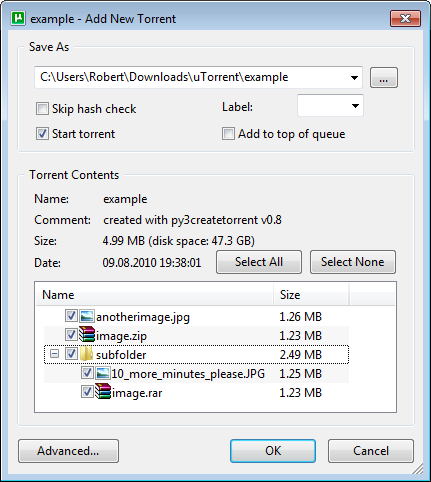 example - Add New Torrent
Save As
C:\Users\Robert\Downloads\uTorrent\example
...
Skip hash check
Label:
Start torrent
Add to top of queue
Torrent Contents
Name: example
Comment: created with py3createtorrent v0.8
Size: 4.99 MB (disk space: 47.3 GB)
Date: 09.08.2010 19:38:01 Select All Select None
Name Size
anotherimage.jpg 1.26 MB
image.zip 1.23 MB
subfolder 2.49 MB
10_more_minutes_please.JPG 1.25 MB
image.rar 1.23 MB
Advanced... OK Cancel